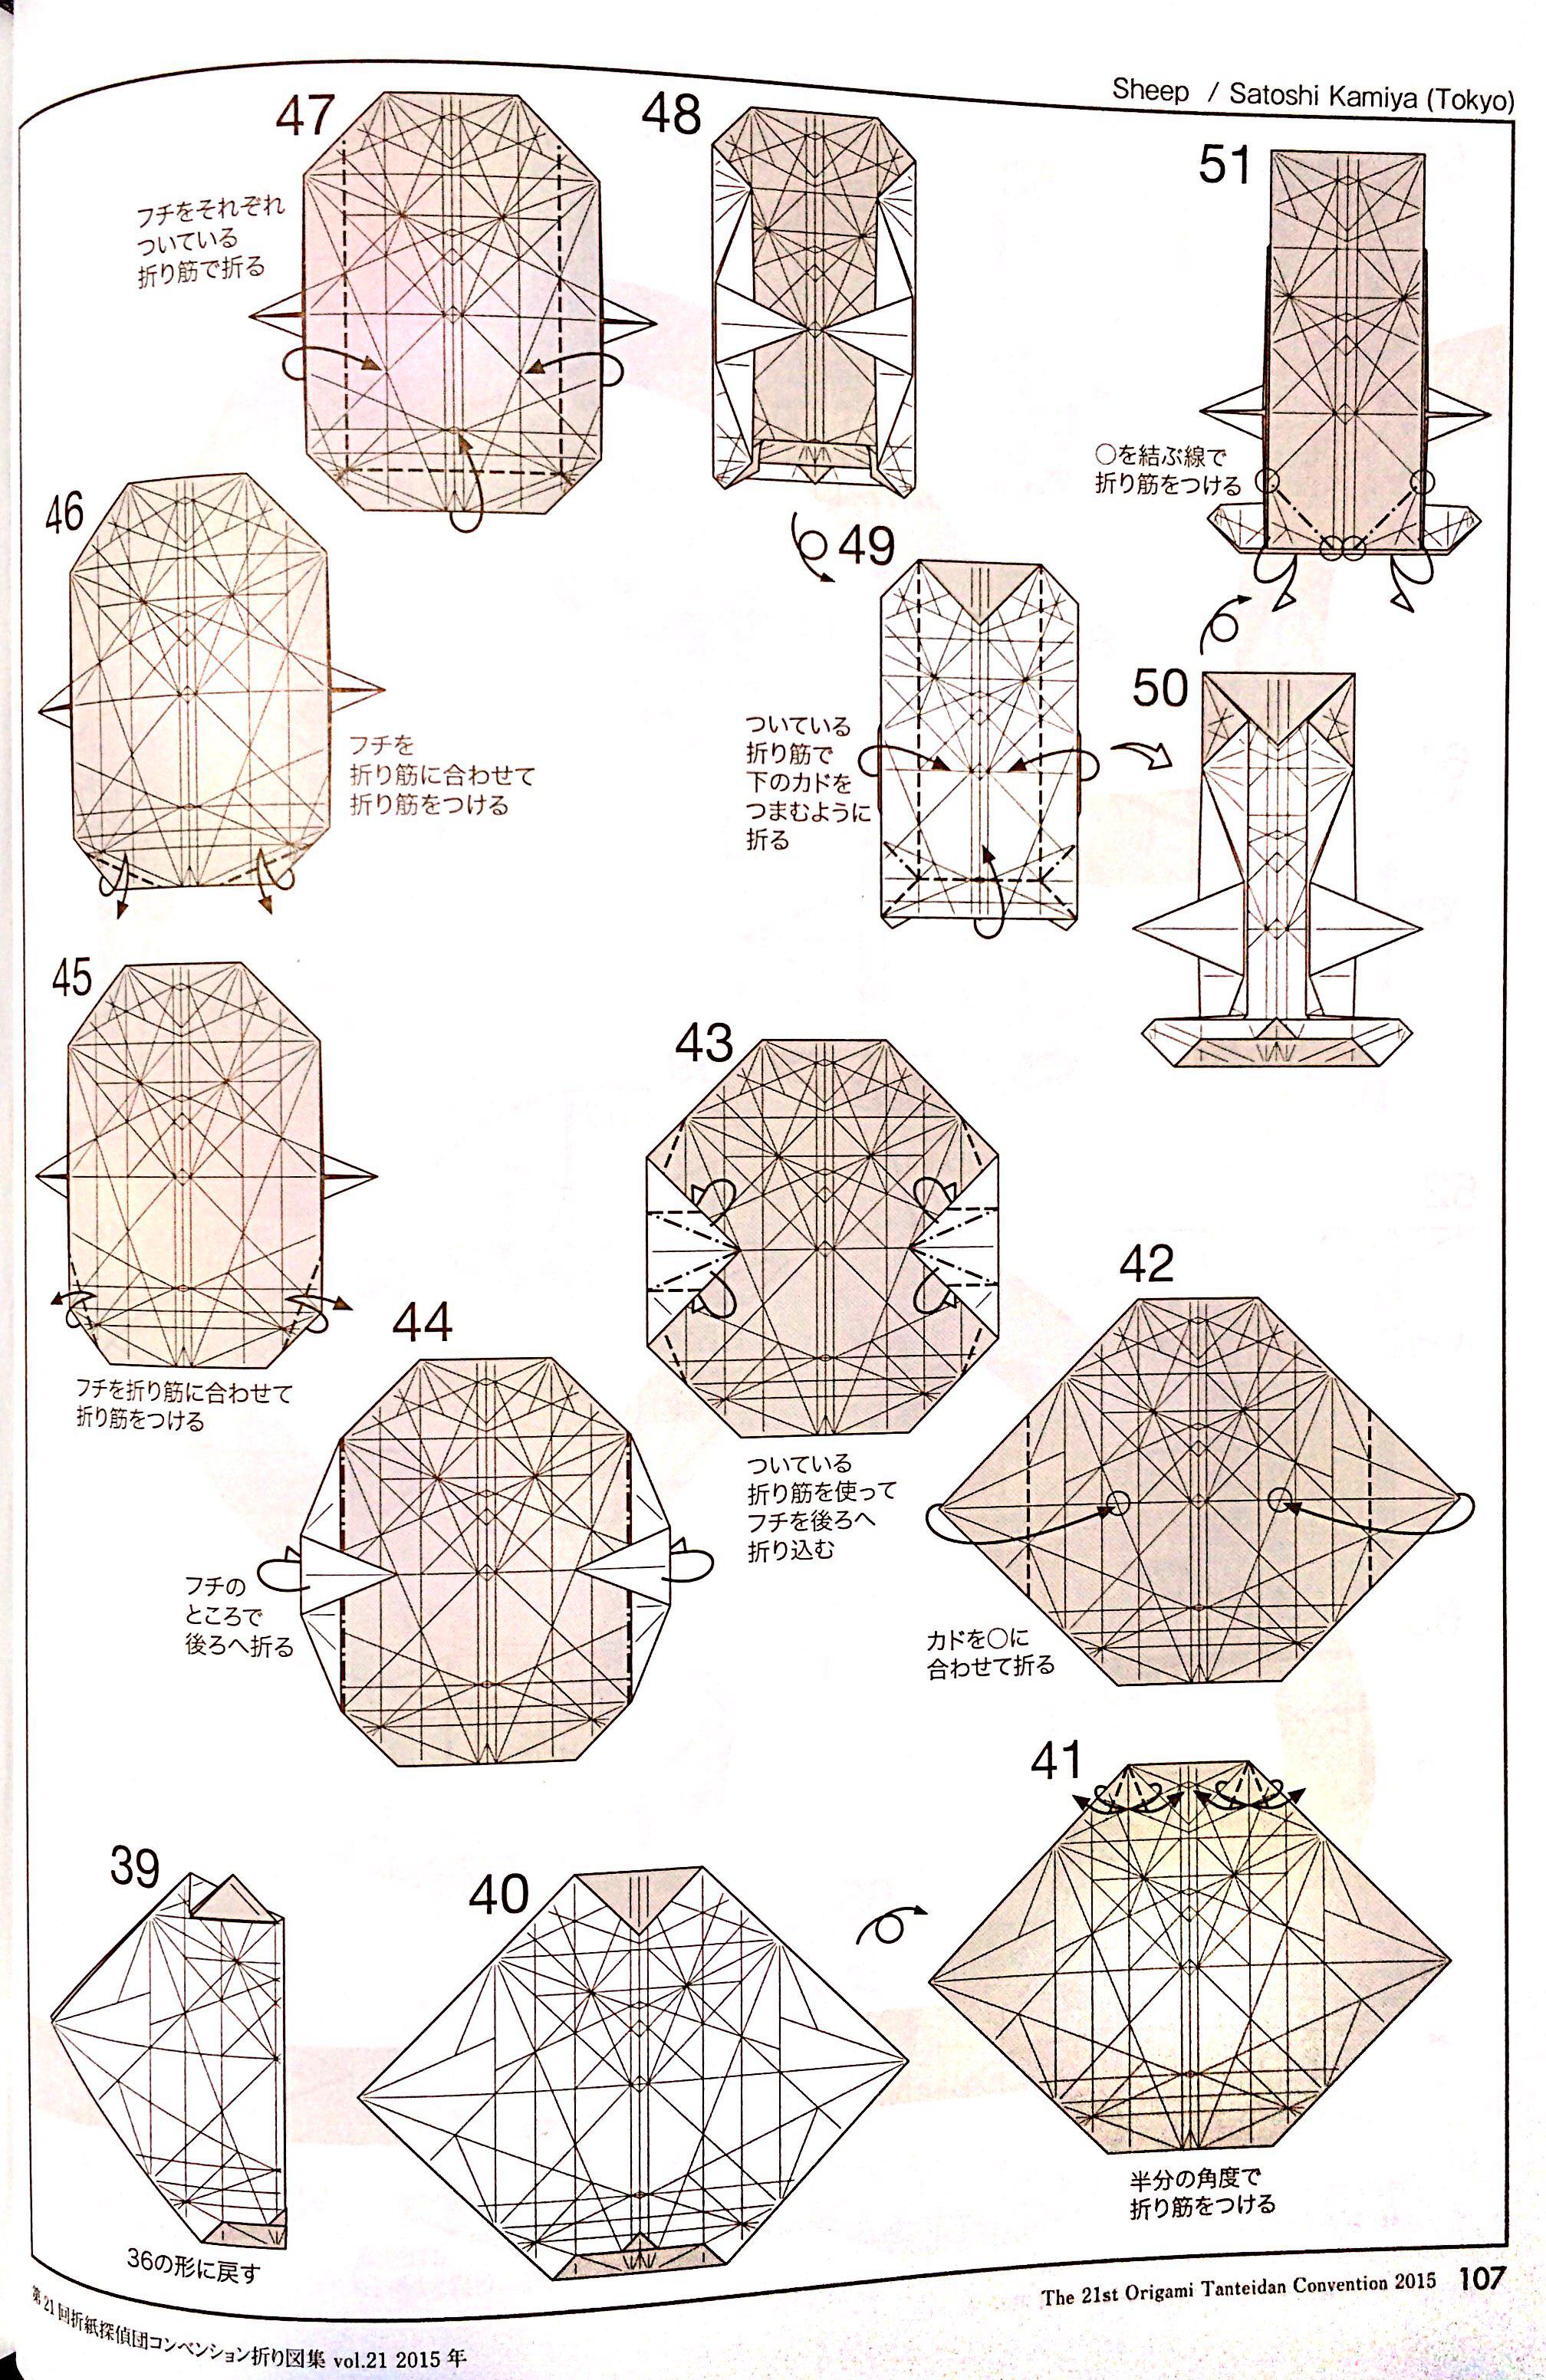 Sheep / Satoshi Kamiya (Tokyo)
47
フチをそれぞれ
ついている
折り筋で折る
48
51
○を結ぶ線で
折り筋をつける
46
フチを
折り筋に合わせて
折り筋をつける
49
ついている
折り筋で
下のカドを
つまむように
折る
50
45
フチを折り筋に合わせて
折り筋をつける
43
ついている
折り筋を使って
フチを後ろへ
折り込む
44
フチの
ところで
後ろへ折る
42
カドを○に
合わせて折る
41
半分の角度で
折り筋をつける
39
36の形に戻す
40
The 21st Origami Tanteidan Convention 2015 107
第21回折紙探偵団コンベンション折り図集 vol.21 2015 年